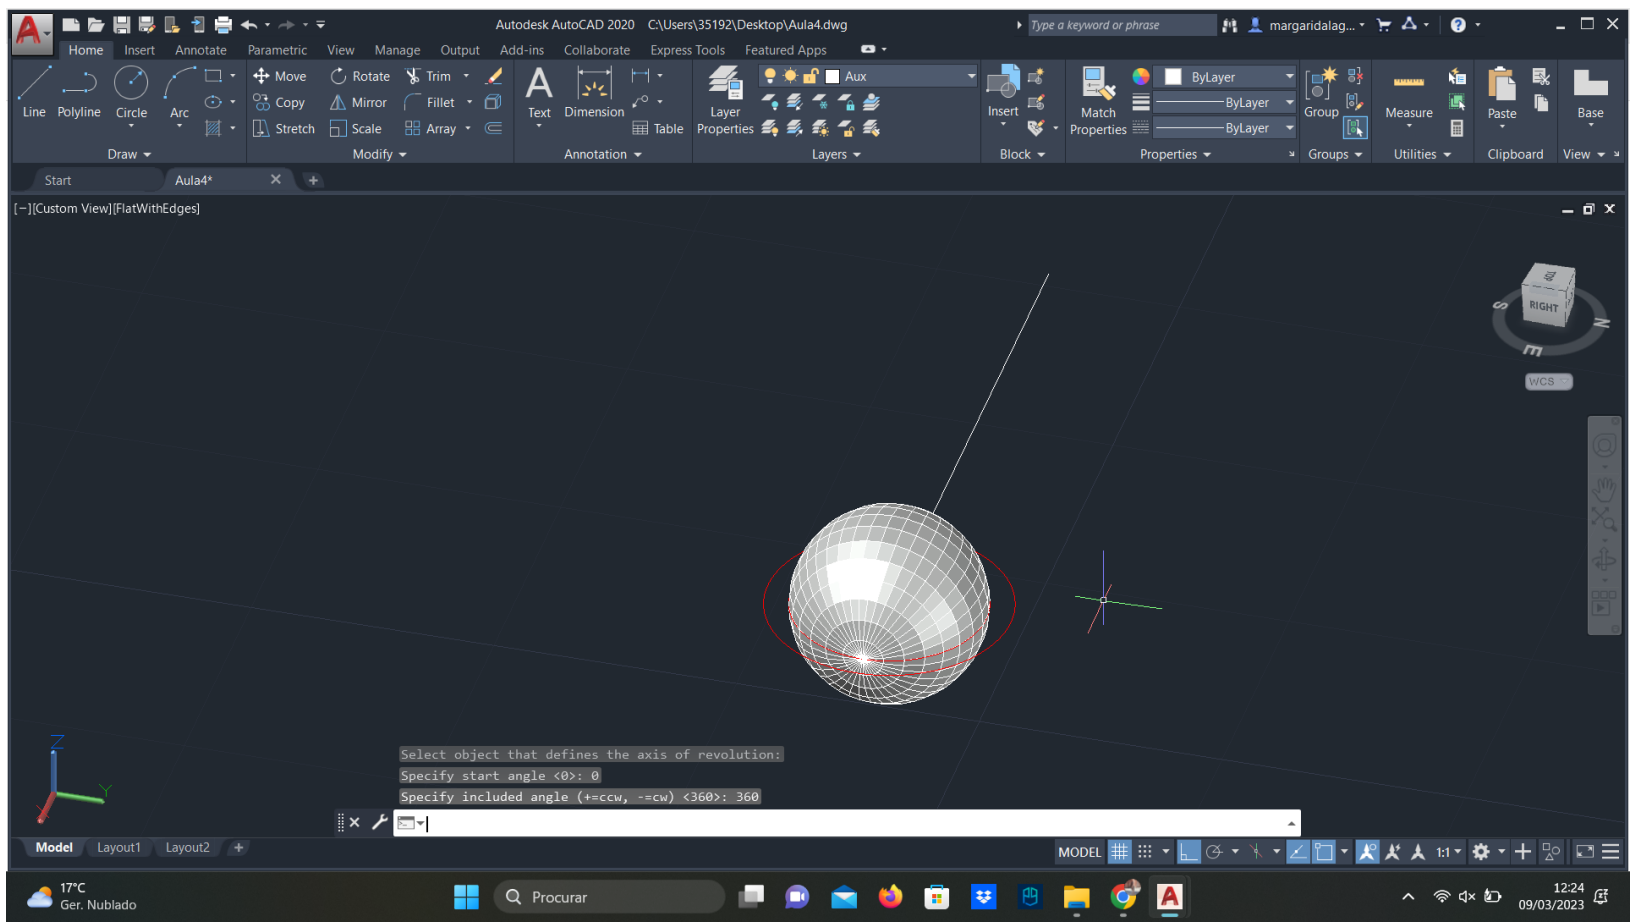 Autodesk AutoCAD 2020 C:\Users\35192\Desktop\Aula4.dwg
Type a keyword or phrase
margaridalag...
Home Insert Annotate Parametric View Manage Output Add-ins Collaborate Express Tools Featured Apps
Line Polyline Circle Arc
Move Rotate Trim
Copy Mirror Fillet
Stretch Scale Array
Text Dimension
Table
Layer
Properties
Aux
Insert
Match
Properties
ByLayer
ByLayer
ByLayer
Group
Measure
Paste
Base
Draw Modify Annotation Layers Block Properties Groups Utilities Clipboard View
Start Aula4* +
[−][Custom View][FlatWithEdges]
TOP
RIGHT
S
N
E
WCS
Z
Y
X
Select object that defines the axis of revolution:
Specify start angle <0>: 0
Specify included angle (+=ccw, -=cw) <360>: 360
Model Layout1 Layout2 +
MODEL
1:1
17°C
Ger. Nublado
Procurar
12:24
09/03/2023